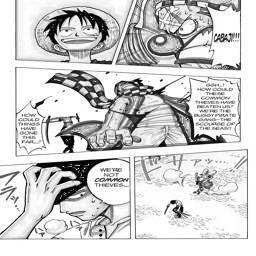 CABAJI!!!
UGH...!
HOW COULD
THESE
COMMON
THIEVES HAVE
BEATEN US!
WE'RE THE
BUGGY PIRATE
GANG--THE
SCOURGE OF
THE SEAS!!
HOW
COULD
THINGS
HAVE
GONE
THIS
FAR...?
WE'RE
NOT
COMMON
THIEVES...